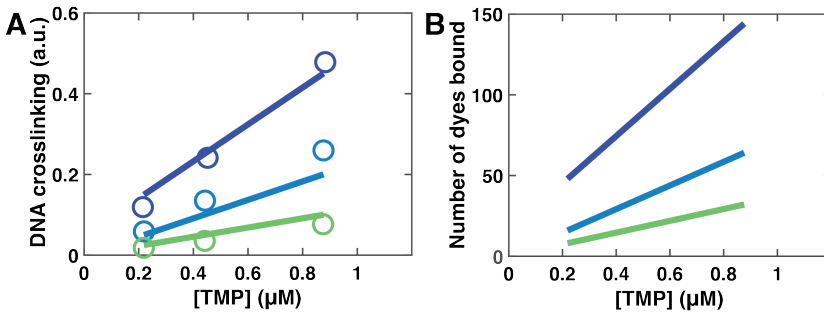 A
DNA crosslinking (a.u.)
0.6
0.4
0.2
0
0 0.2 0.4 0.6 0.8 1
[TMP] (µM)
B
Number of dyes bound
150
100
50
0
0 0.2 0.4 0.6 0.8 1
[TMP] (µM)